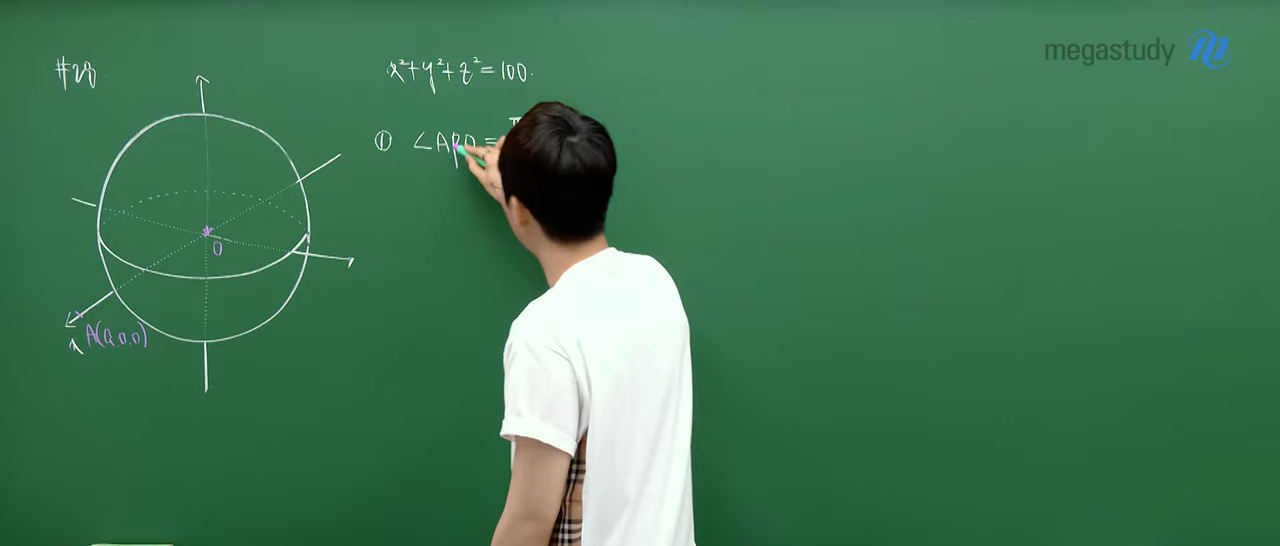 megastudy
#28
x²+y²+z²=100.
① ∠APO = π
O
A(a,0,0)
x